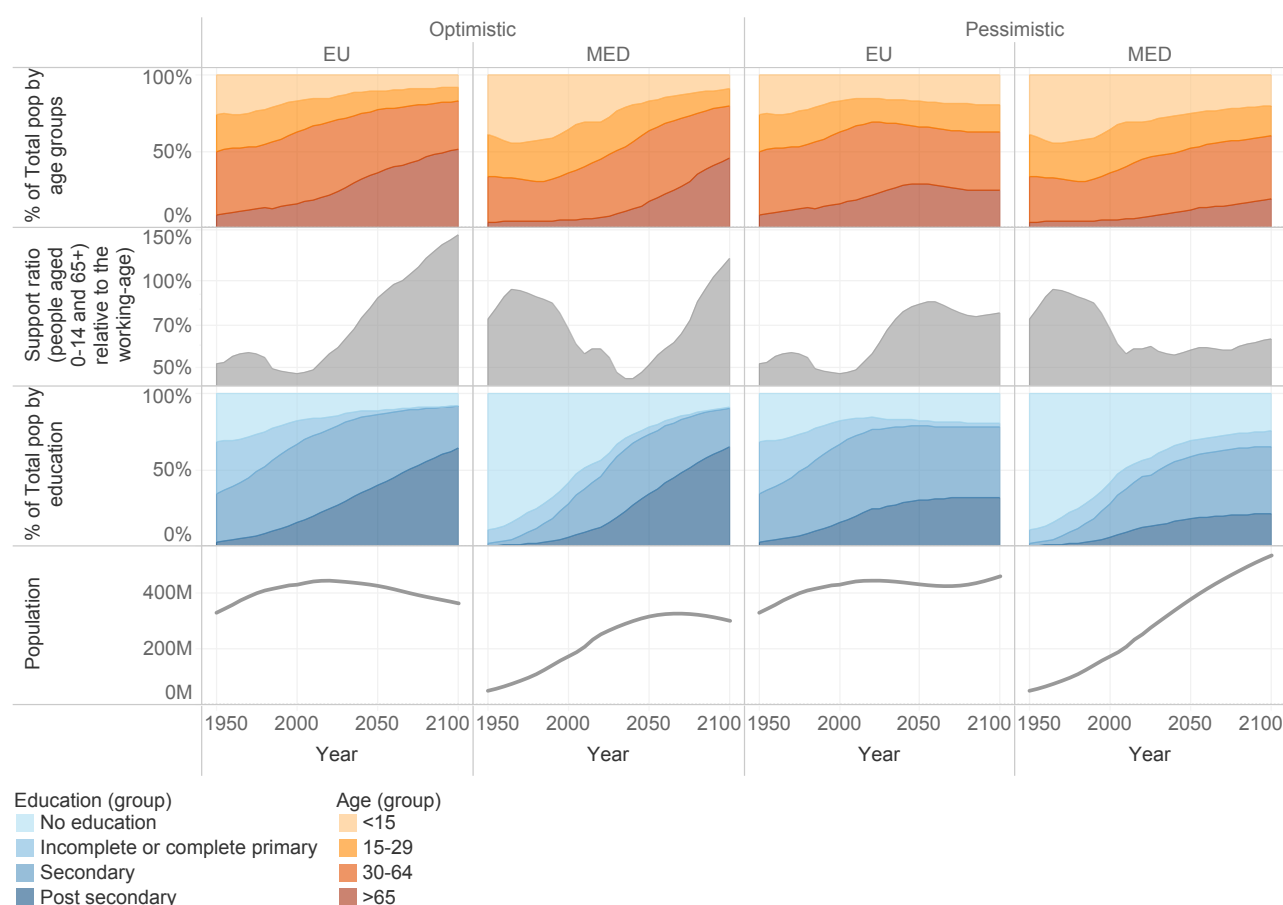 Optimistic Pessimistic
EU MED EU MED
% of Total pop by
age groups
100%
50%
0%
Support ratio
(people aged
0-14 and 65+)
relative to the
working-age)
150%
100%
70%
50%
% of Total pop by
education
100%
50%
0%
Population
400M
200M
0M
1950 2000 2050 2100 1950 2000 2050 2100 1950 2000 2050 2100 1950 2000 2050 2100
Year Year Year Year
Education (group)
No education
Incomplete or complete primary
Secondary
Post secondary
Age (group)
<15
15-29
30-64
>65